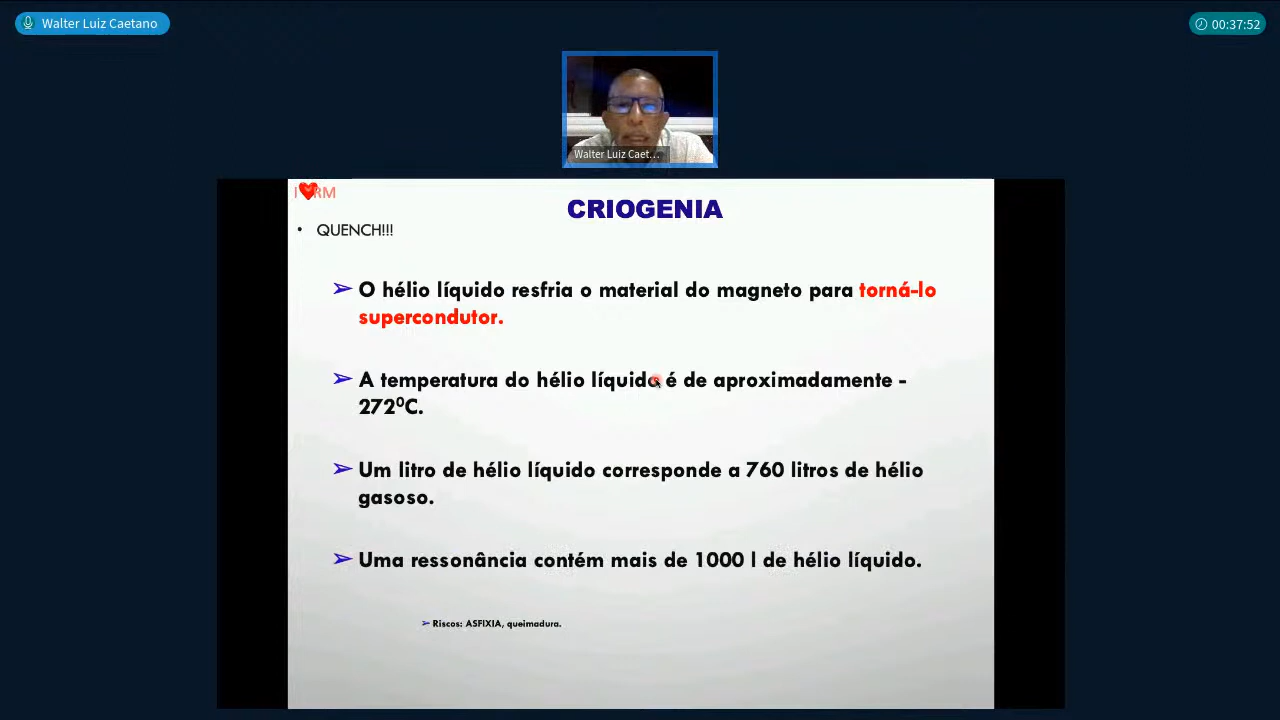 Walter Luiz Caetano
00:37:52
Walter Luiz Caet...
I ❤RM
CRIOGENIA
• QUENCH!!!
➢ O hélio líquido resfria o material do magneto para torná-lo
supercondutor.
➢ A temperatura do hélio líquido é de aproximadamente -
272⁰C.
➢ Um litro de hélio líquido corresponde a 760 litros de hélio
gasoso.
➢ Uma ressonância contém mais de 1000 l de hélio líquido.
➢ Riscos: ASFIXIA, queimadura.